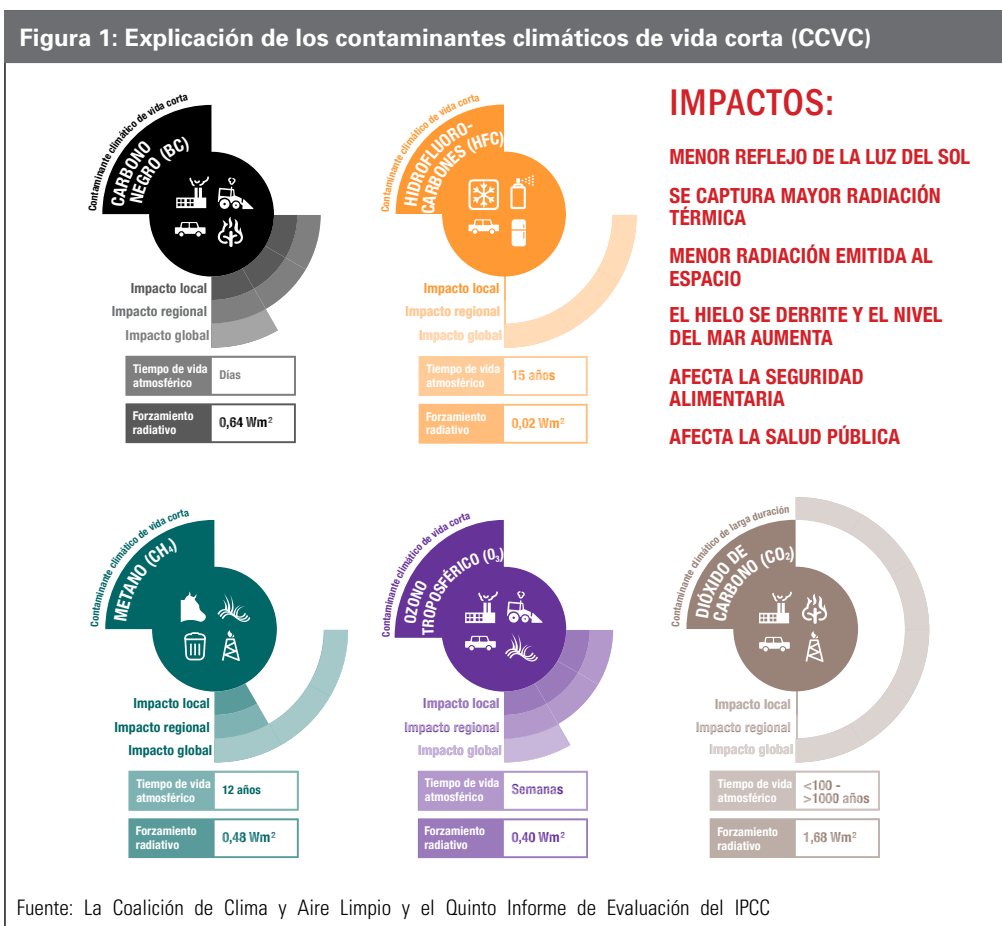 Figura 1: Explicación de los contaminantes climáticos de vida corta (CCVC)
Contaminante climático de vida corta
CARBONO
NEGRO (BC)
Impacto local
Impacto regional
Impacto global
Tiempo de vida
atmosférico
Dias
Forzamiento
radiativo
0,64 Wm²
Contaminante climático de vida corta
HIDROFLUORO-
CARBONES (HFC)
Impacto local
Impacto regional
Impacto global
Tiempo de vida
atmosférico
15 años
Forzamiento
radiativo
0,02 Wm²
IMPACTOS:
MENOR REFLEJO DE LA LUZ DEL SOL
SE CAPTURA MAYOR RADIACIÓN
TÉRMICA
MENOR RADIACIÓN EMITIDA AL
ESPACIO
EL HIELO SE DERRITE Y EL NIVEL
DEL MAR AUMENTA
AFECTA LA SEGURIDAD
ALIMENTARIA
AFECTA LA SALUD PÚBLICA
Contaminante climático de vida corta
METANO (CH₄)
Impacto local
Impacto regional
Impacto global
Tiempo de vida
atmosférico
12 años
Forzamiento
radiativo
0,48 Wm²
Contaminante climático de vida corta
OZONO
TROPOSFÉRICO (O₃)
Impacto local
Impacto regional
Impacto global
Tiempo de vida
atmosférico
Semanas
Forzamiento
radiativo
0,40 Wm²
Contaminante climático de larga duración
DIÓXIDO DE
CARBONO (CO₂)
Impacto local
Impacto regional
Impacto global
Tiempo de vida
atmosférico
<100 -
>1000 años
Forzamiento
radiativo
1,68 Wm²
Fuente: La Coalición de Clima y Aire Limpio y el Quinto Informe de Evaluación del IPCC